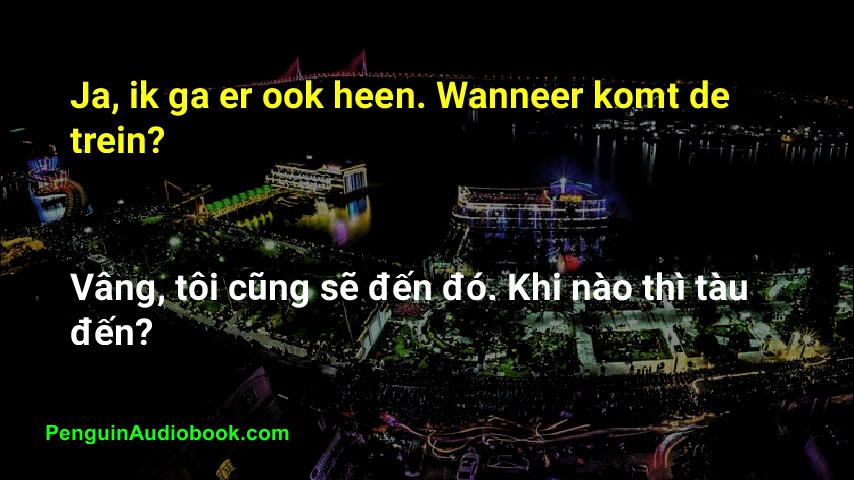 Ja, ik ga er ook heen. Wanneer komt de
trein?
Vâng, tôi cũng sẽ đến đó. Khi nào thì tàu
đến?
PenguinAudiobook.com